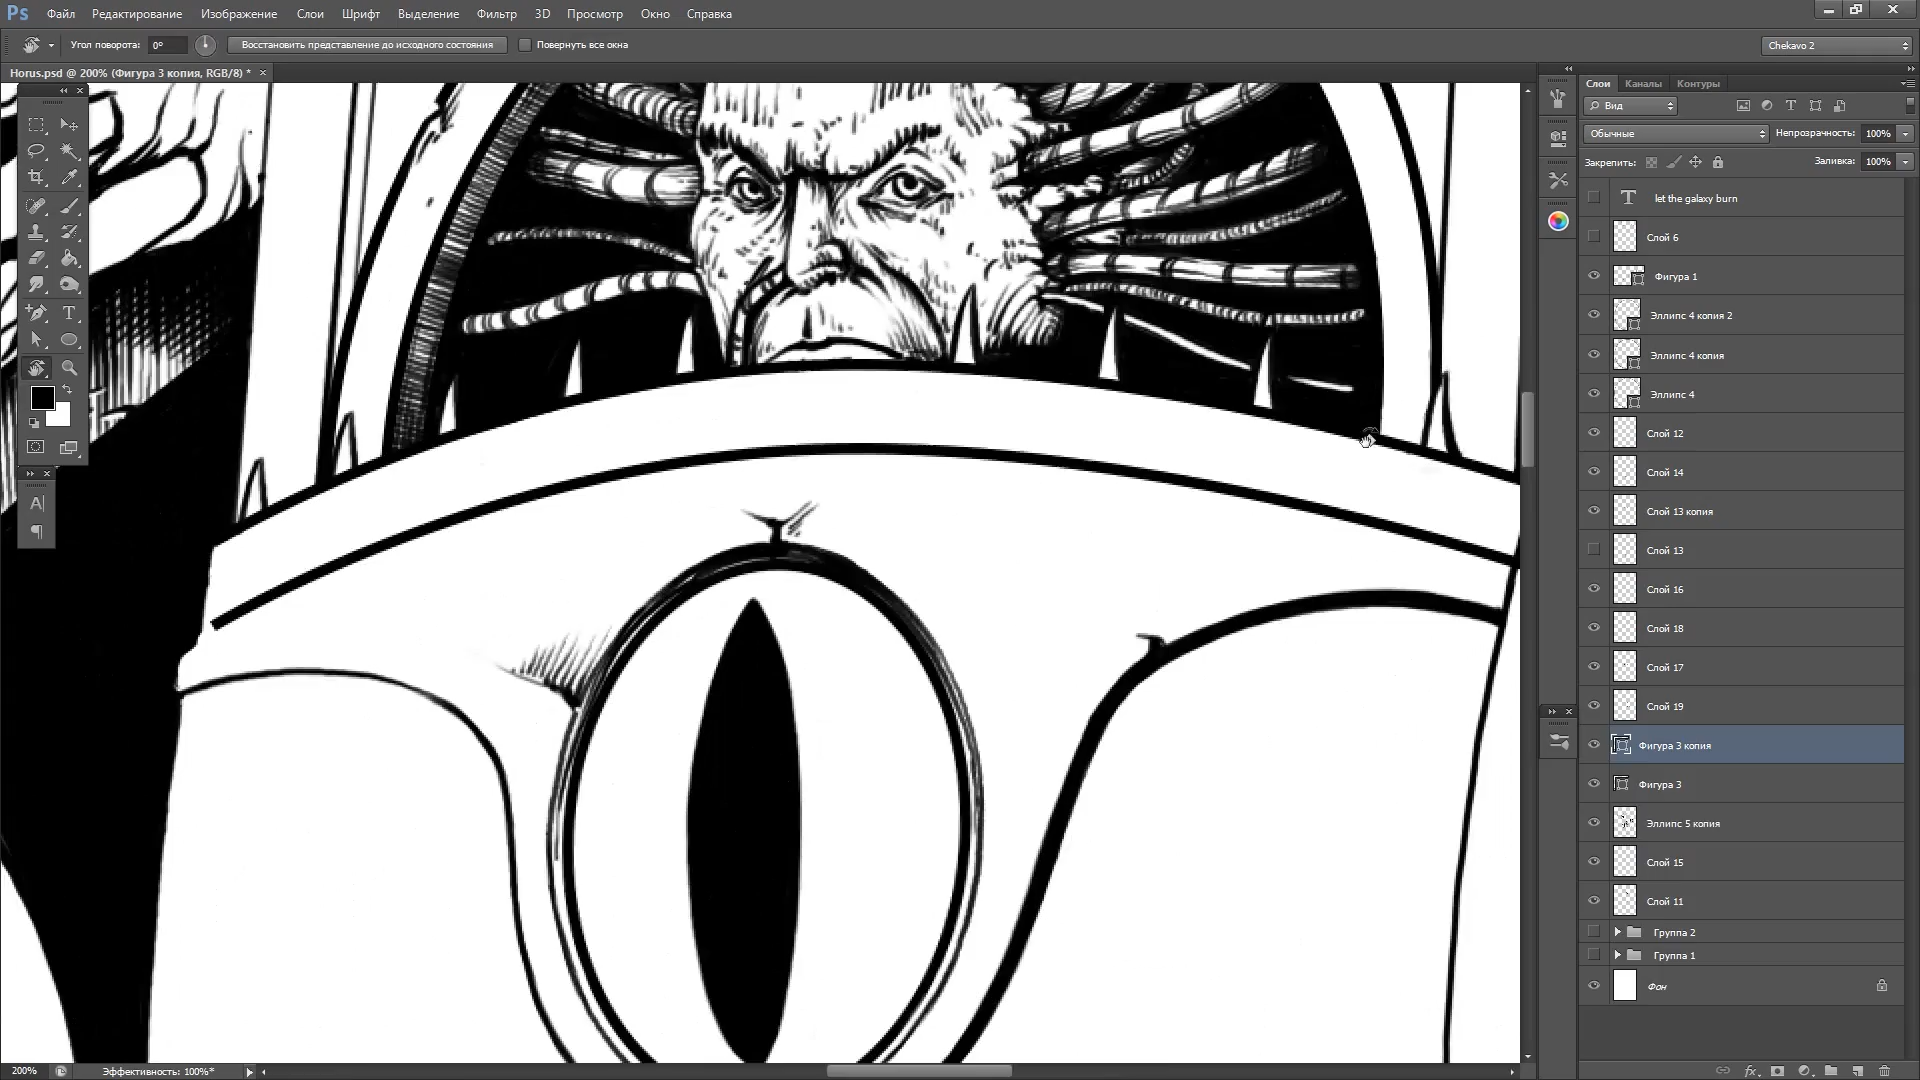 Ps Файл Редактирование Изображение Слои Шрифт Выделение Фильтр 3D Просмотр Окно Справка
Угол поворота: 0° Восстановить представление до исходного состояния Повернуть все окна Chekavo 2
Horus.psd @ 200% (Фигура 3 копия, RGB/8) * ×
Слои Каналы Контуры
Вид
Обычные Непрозрачность: 100%
Закрепить: Заливка: 100%
let the galaxy burn
Слой 6
Фигура 1
Эллипс 4 копия 2
Эллипс 4 копия
Эллипс 4
Слой 12
Слой 14
Слой 13 копия
Слой 13
Слой 16
Слой 18
Слой 17
Слой 19
Фигура 3 копия
Фигура 3
Эллипс 5 копия
Слой 15
Слой 11
Группа 2
Группа 1
Фон
200% Эффективность: 100%*